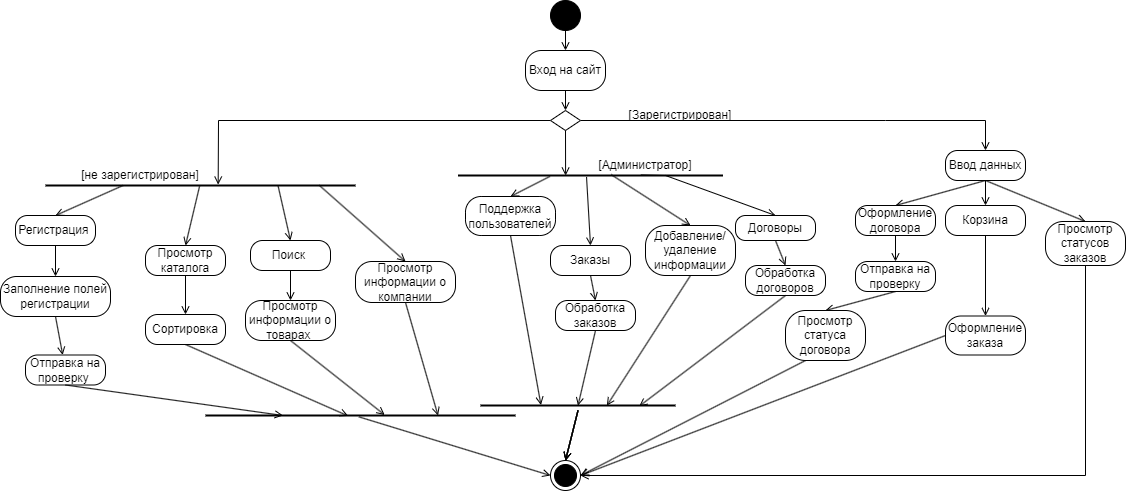 Вход на сайт
[Зарегистрирован]
[не зарегистрирован]
[Администратор]
Ввод данных
Регистрация
Заполнение полей
регистрации
Отправка на
проверку
Просмотр
каталога
Сортировка
Поиск
Просмотр
информации о
товарах
Просмотр
информации о
компании
Поддержка
пользователей
Заказы
Обработка
заказов
Добавление/
удаление
информации
Договоры
Обработка
договоров
Оформление
договора
Отправка на
проверку
Просмотр
статуса
договора
Корзина
Оформление
заказа
Просмотр
статусов
заказов